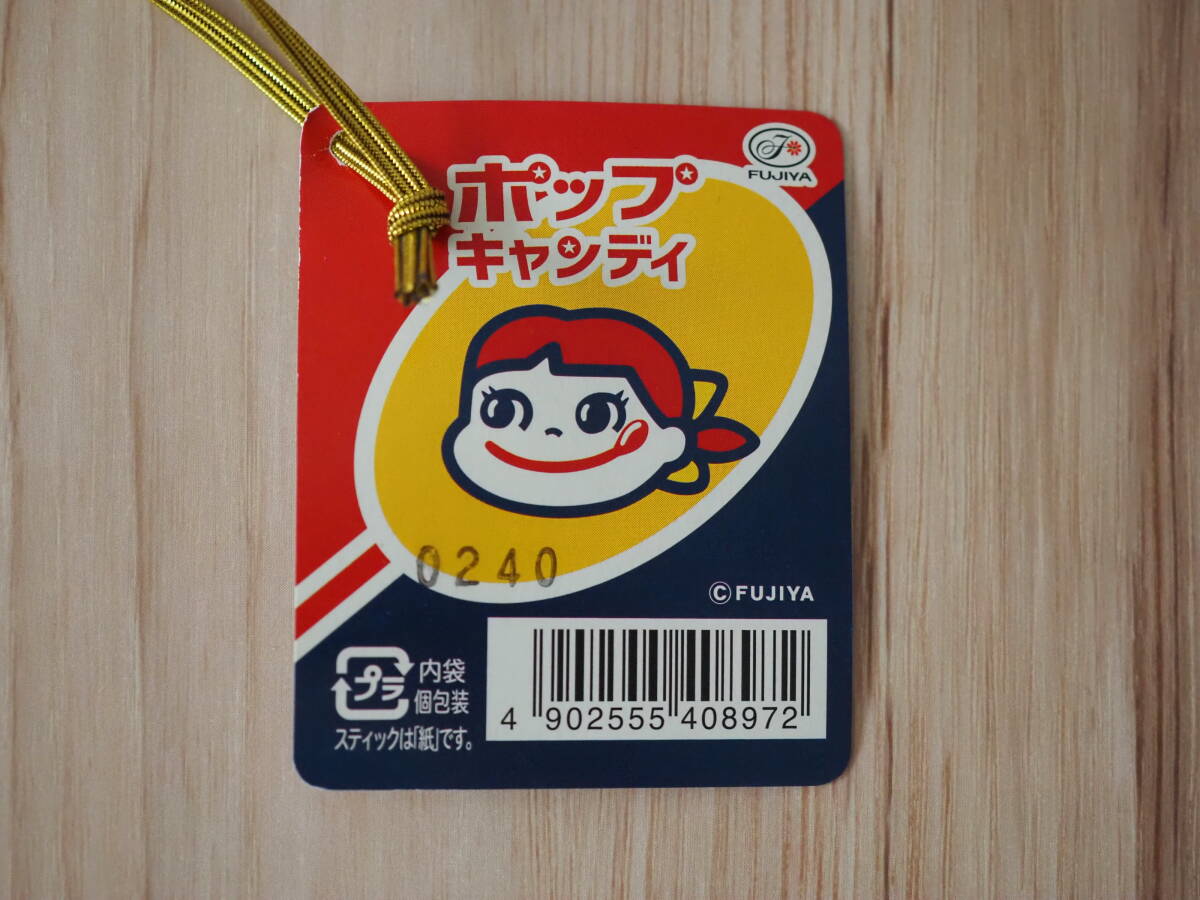 ポップ
キャンディ
F
FUJIYA
0240
©FUJIYA
プラ
内袋
個包装
スティックは「紙」です。
4 902555 408972